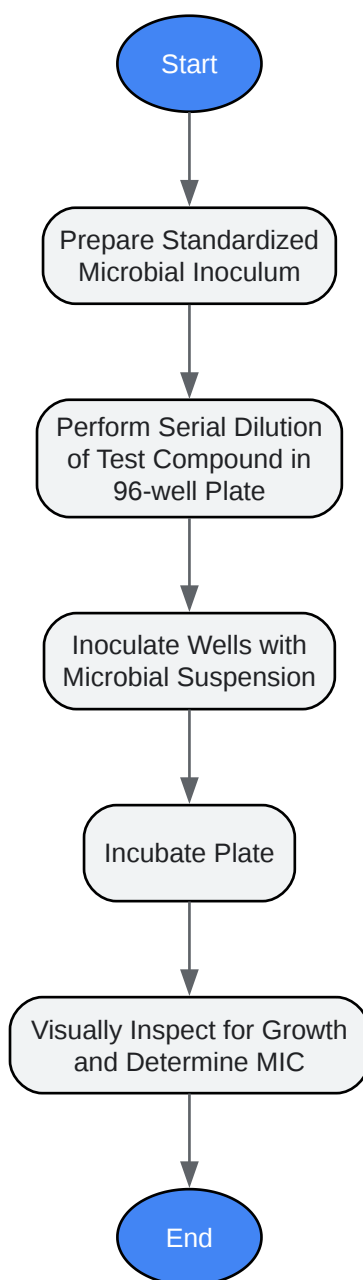 Start
Prepare Standardized
Microbial Inoculum
Perform Serial Dilution
of Test Compound in
96-well Plate
Inoculate Wells with
Microbial Suspension
Incubate Plate
Visually Inspect for Growth
and Determine MIC
End